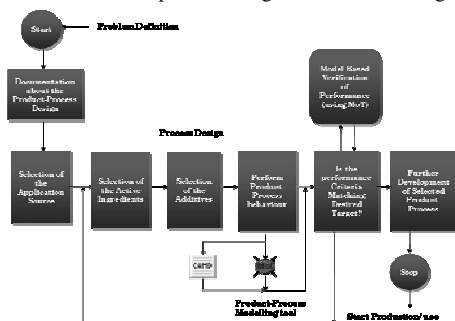 Problem Definition
Start
Documentation
about the
Product-Process
Design
Model Based
Verification
of
Performance
(using MoT)
Process Design
Selection of
the
Application
Source
Selection of
the Active
Ingredients
Selection
of the
Additives
Perform
Product
Process
behaviour
Is the
performance
Criteria
Matching
Desired
Target?
Further
Development
of Selected
Product
Process
CAMD
Stop
Product-Process
Modelling tool
Start Production/ use